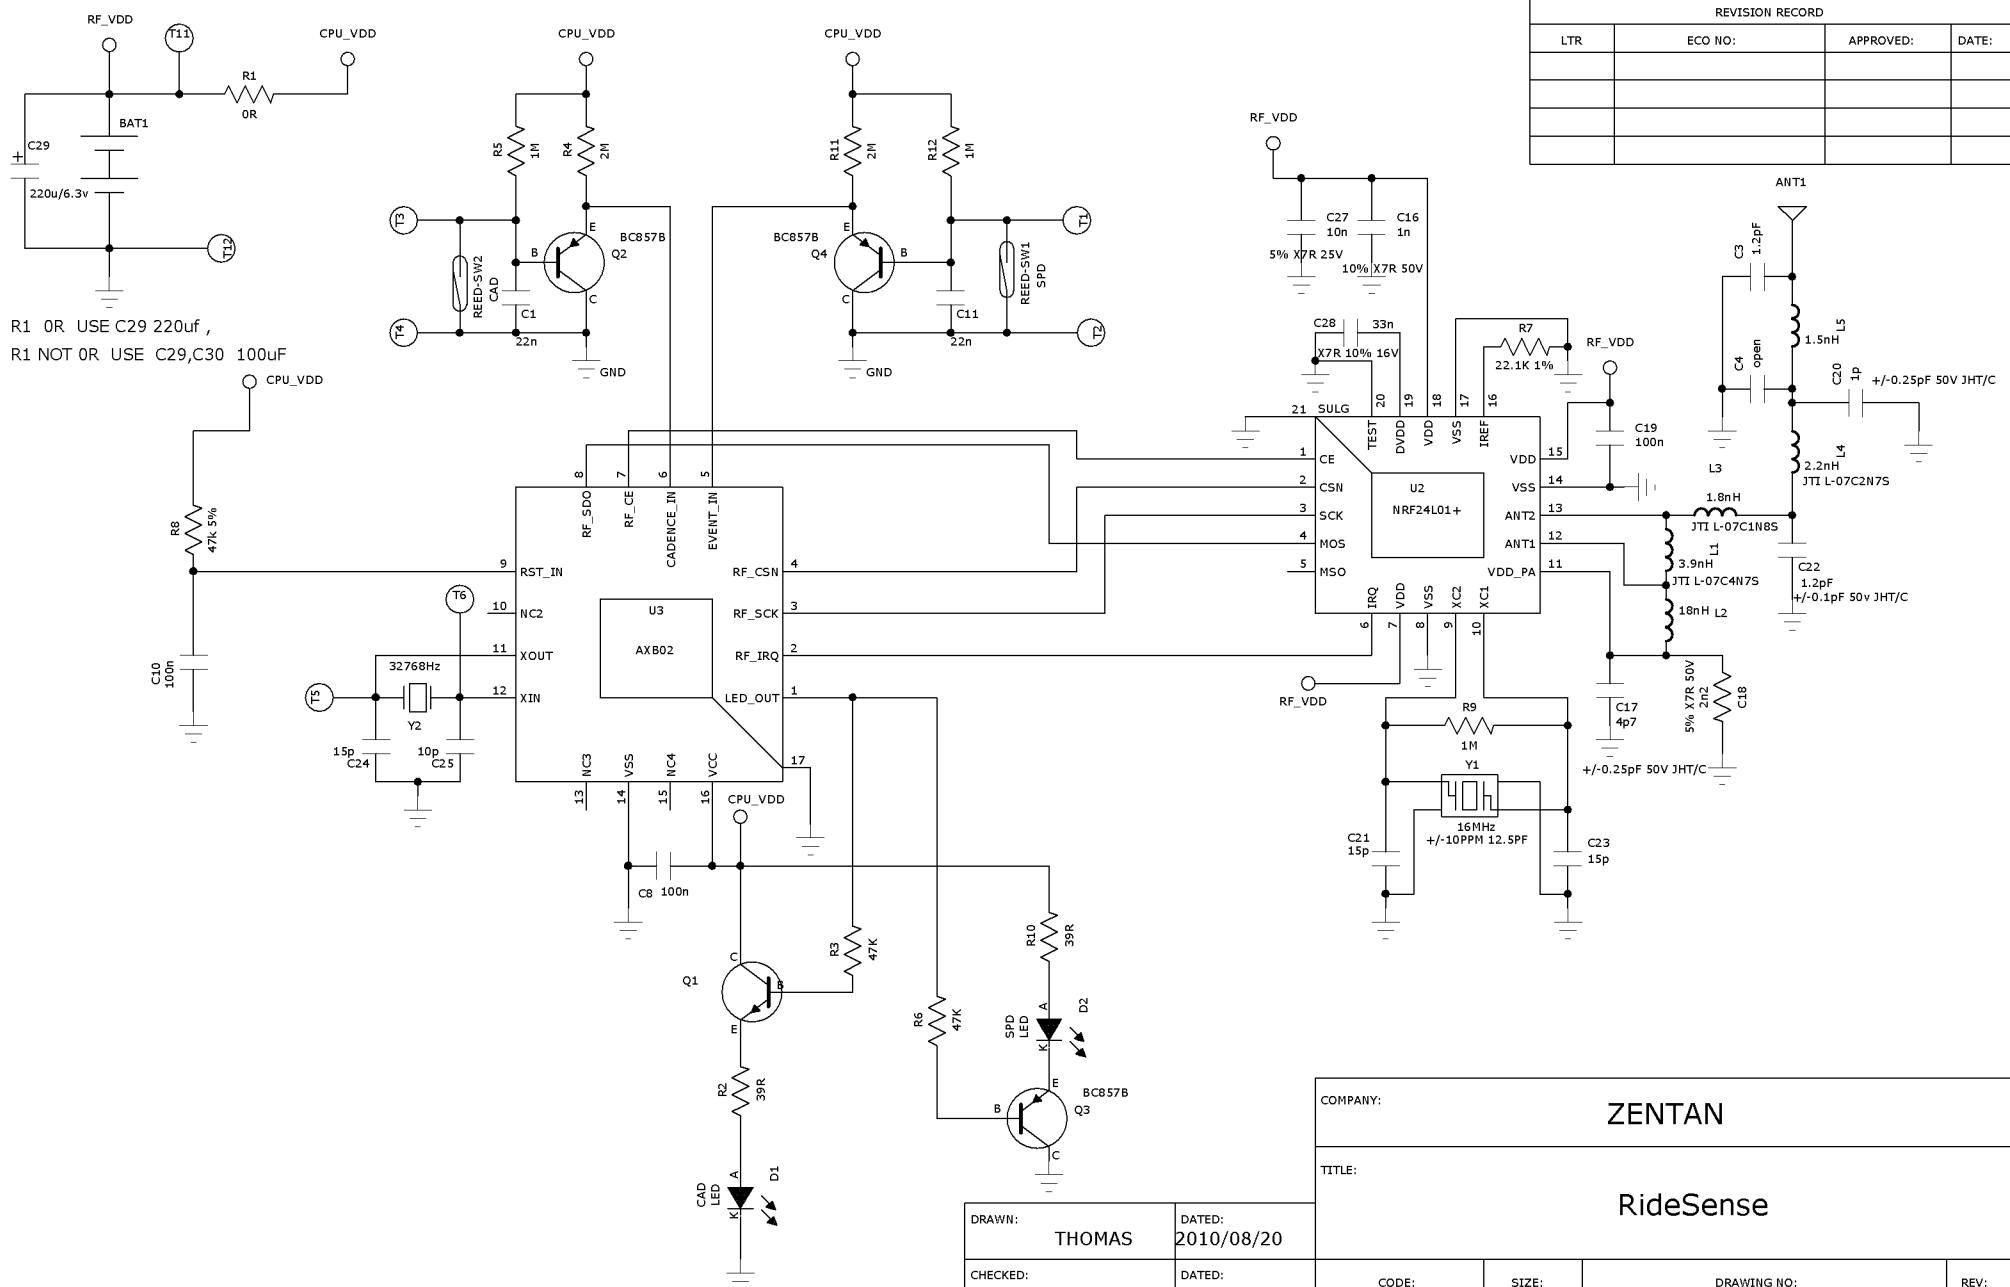 REVISION RECORD
LTR
ECO NO:
APPROVED:
DATE:
RF_VDD
T11
CPU_VDD
R1
0R
BAT1
C29
+
220u/6.3v
T12
R1 0R USE C29 220uf ,
R1 NOT 0R USE C29,C30 100uF
CPU_VDD
R5
1M
R4
2M
T3
T4
REED-SW2
CAD
B
E
C
BC857B
Q2
C1
22n
GND
CPU_VDD
R11
2M
R12
1M
T1
T2
REED-SW1
SPD
E
B
C
BC857B
Q4
C11
22n
GND
CPU_VDD
R8
47k 5%
C10
100n
T6
T5
32768Hz
Y2
15p
C24
10p
C25
U3
AXB02
8
RF_SDO
7
RF_CE
6
CADENCE_IN
5
EVENT_IN
9
RST_IN
10
NC2
11
XOUT
12
XIN
4
RF_CSN
3
RF_SCK
2
RF_IRQ
1
LED_OUT
NC3
13
VSS
14
NC4
15
VCC
16
17
CPU_VDD
C8
100n
Q1
C
B
E
R3
47K
R6
47K
R2
39R
CAD
LED
A
K
D1
R10
39R
SPD
LED
A
K
D2
E
B
C
BC857B
Q3
RF_VDD
C27
10n
5% X7R 25V
C16
1n
10% X7R 50V
C28
33n
X7R 10% 16V
R7
22.1K 1%
RF_VDD
C19
100n
21
SULG
20
TEST
19
DVDD
18
VDD
17
VSS
16
IREF
U2
NRF24L01+
1
CE
2
CSN
3
SCK
4
MOS
5
MSO
15
VDD
14
VSS
13
ANT2
12
ANT1
11
VDD_PA
IRQ
6
VDD
7
VSS
8
XC2
9
XC1
10
RF_VDD
R9
1M
Y1
16MHz
+/-10PPM 12.5PF
C21
15p
C23
15p
ANT1
C3
1.2pF
L5
1.5nH
C4
open
C20
1p
+/-0.25pF 50V JHT/C
L4
2.2nH
JTI L-07C2N7S
L3
1.8nH
JTI L-07C1N8S
L1
3.9nH
JTI L-07C4N7S
C22
1.2pF
+/-0.1pF 50v JHT/C
18nH
L2
C17
4p7
+/-0.25pF 50V JHT/C
5% X7R 50V
2n2
C18
COMPANY:
ZENTAN
TITLE:
RideSense
DRAWN:
THOMAS
DATED:
2010/08/20
CHECKED:
DATED:
CODE:
SIZE:
DRAWING NO:
REV: